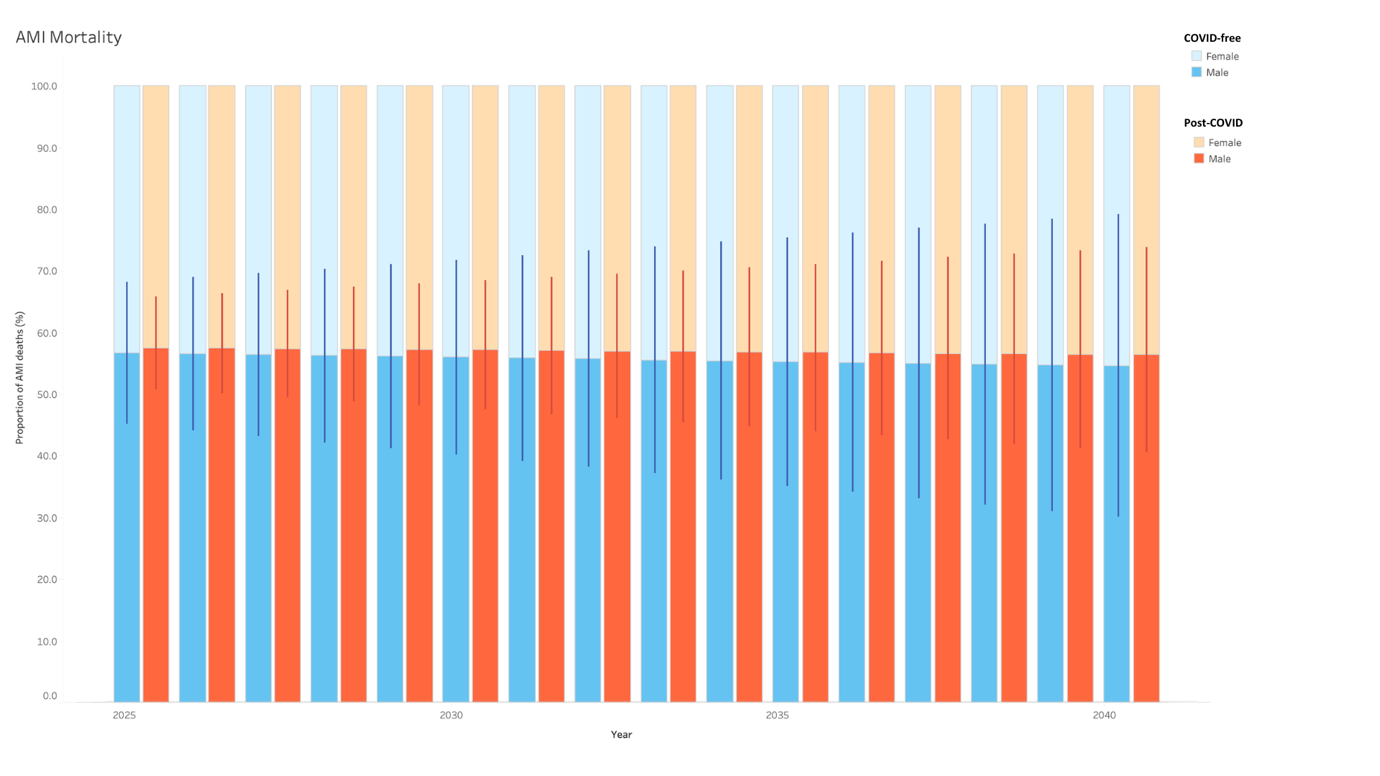 AMI Mortality
COVID-free
Female
Male
Post-COVID
Female
Male
Proportion of AMI deaths (%)
100.0
90.0
80.0
70.0
60.0
50.0
40.0
30.0
20.0
10.0
0.0
2025
2030
2035
2040
Year